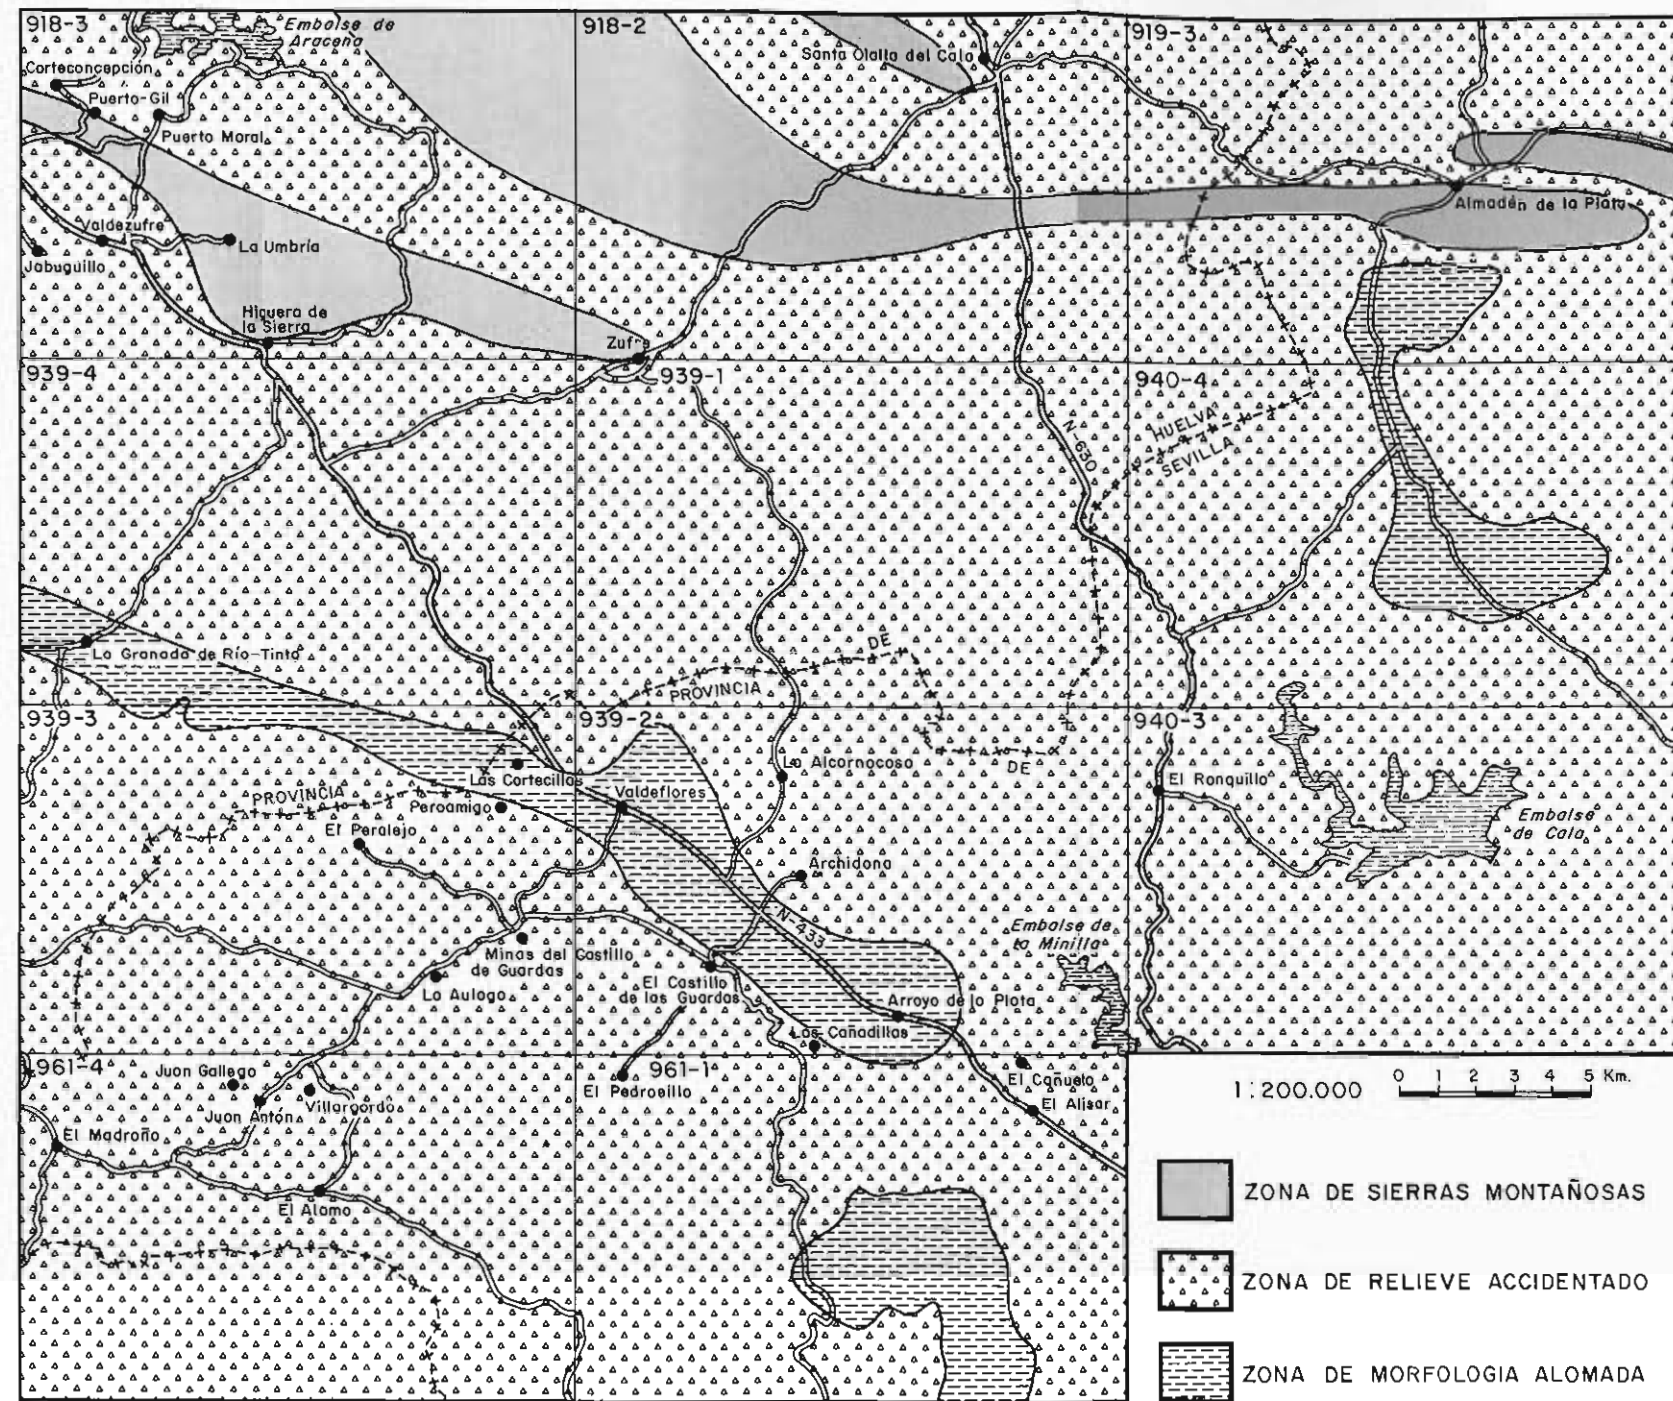 918-3
Embalse de
Aracena
918-2
919-3
Santa Olalla del Cala
Corteconcepción
Puerto-Gil
Puerto Moral
Almadén de la Plata
Valdezufre
La Umbría
Jabuguillo
Higuera de
la Sierra
Zufre
939-4
939-1
940-4
HUELVA
SEVILLA
N-630
La Granada de Río-Tinto
DE
PROVINCIA
939-3
939-2
940-3
DE
Las Cortecillas
La Alcornocosa
El Ronquillo
PROVINCIA
Peroamigo
Valdeflores
El Peralejo
Embalse
de Cala
Archidona
N-433
Embalse de
la Minilla
Minas del Castillo
de Guardas
La Aulaga
El Castillo
de las Guardas
Arroyo de la Plata
Las Cañadillas
961-4
961-1
Juan Gallego
Juan Antón
Villargordo
El Pedrosillo
El Cañuelo
El Alisar
El Madroño
El Alamo
1:200.000
0 1 2 3 4 5 Km.
ZONA DE SIERRAS MONTAÑOSAS
ZONA DE RELIEVE ACCIDENTADO
ZONA DE MORFOLOGIA ALOMADA